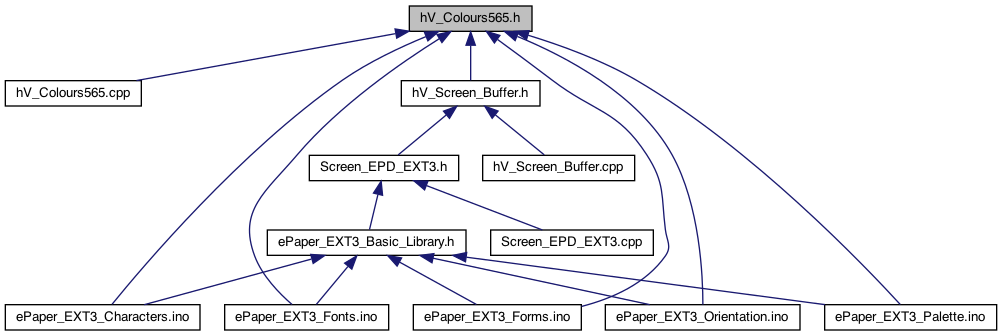 hV_Colours565.h
hV_Colours565.cpp
hV_Screen_Buffer.h
Screen_EPD_EXT3.h
hV_Screen_Buffer.cpp
ePaper_EXT3_Basic_Library.h
Screen_EPD_EXT3.cpp
ePaper_EXT3_Characters.ino
ePaper_EXT3_Fonts.ino
ePaper_EXT3_Forms.ino
ePaper_EXT3_Orientation.ino
ePaper_EXT3_Palette.ino